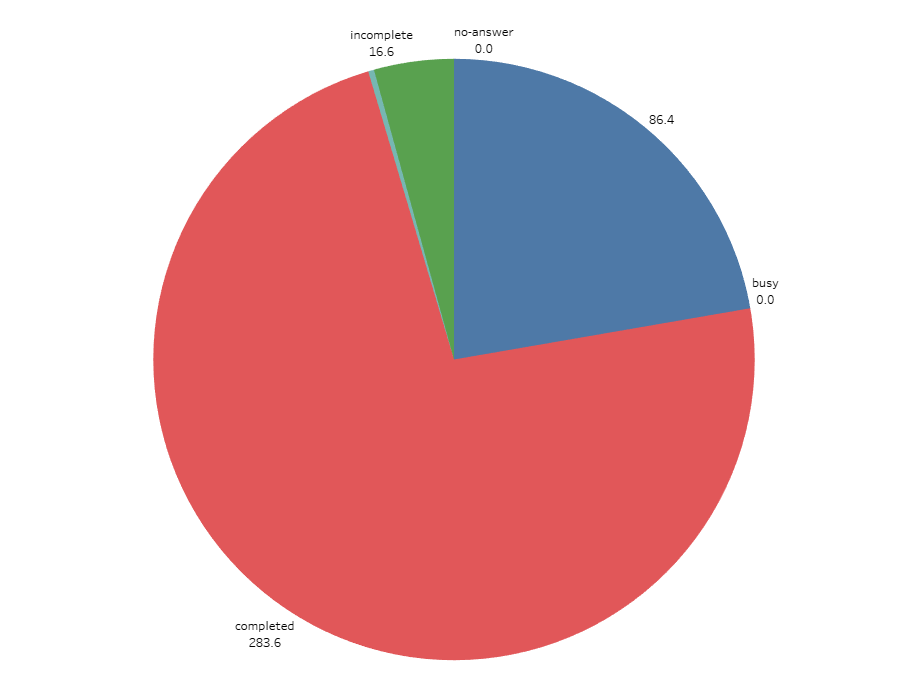 incomplete
16.6
no-answer
0.0
86.4
busy
0.0
completed
283.6